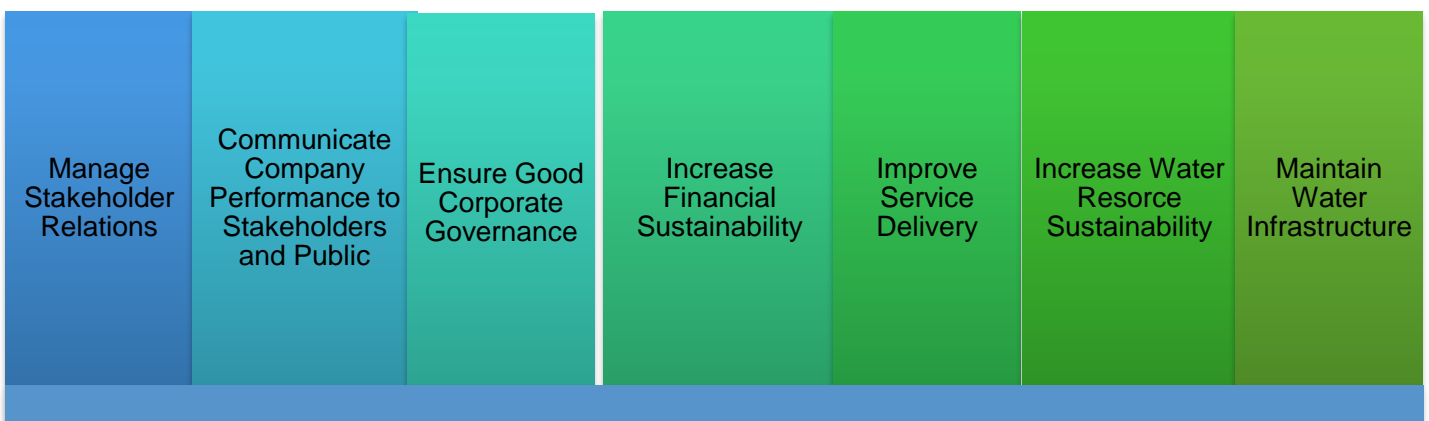 Manage
Stakeholder
Relations
Communicate
Company
Performance to
Stakeholders
and Public
Ensure Good
Corporate
Governance
Increase
Financial
Sustainability
Improve
Service
Delivery
Increase Water
Resorce
Sustainability
Maintain
Water
Infrastructure